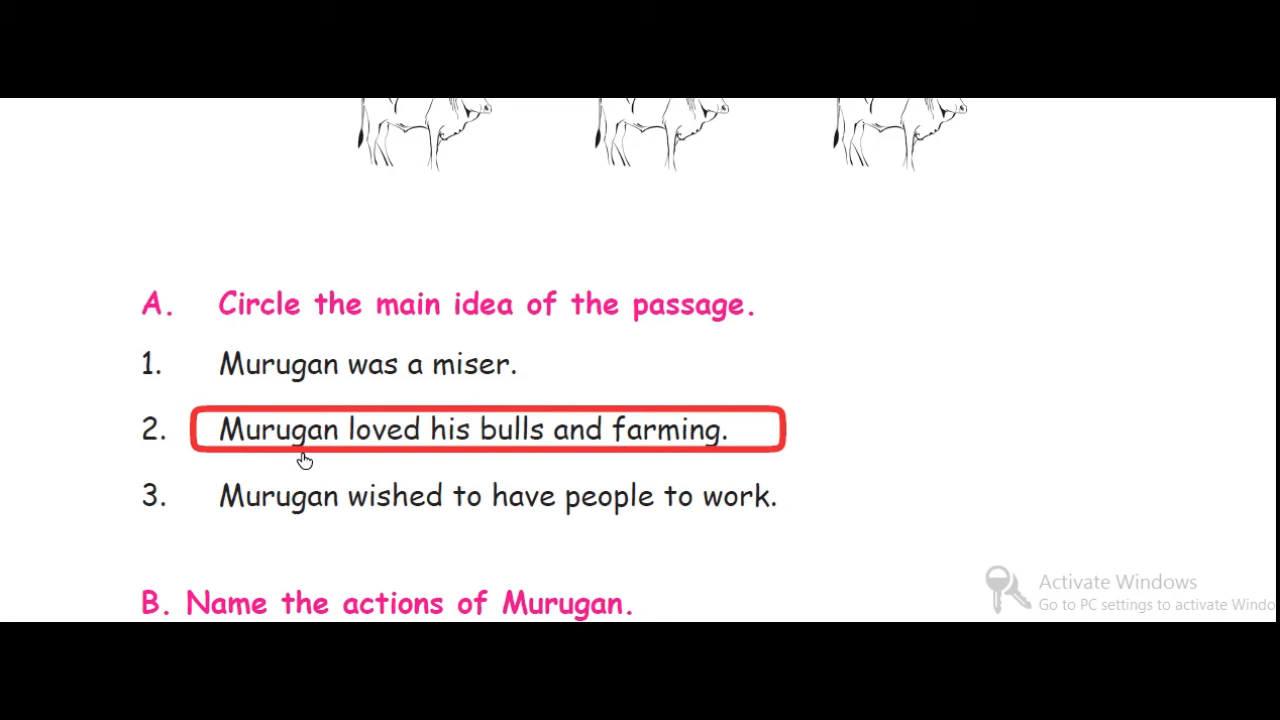 A. Circle the main idea of the passage.
1. Murugan was a miser.
2. Murugan loved his bulls and farming.
3. Murugan wished to have people to work.
B. Name the actions of Murugan.
Activate Windows
Go to PC settings to activate Windo